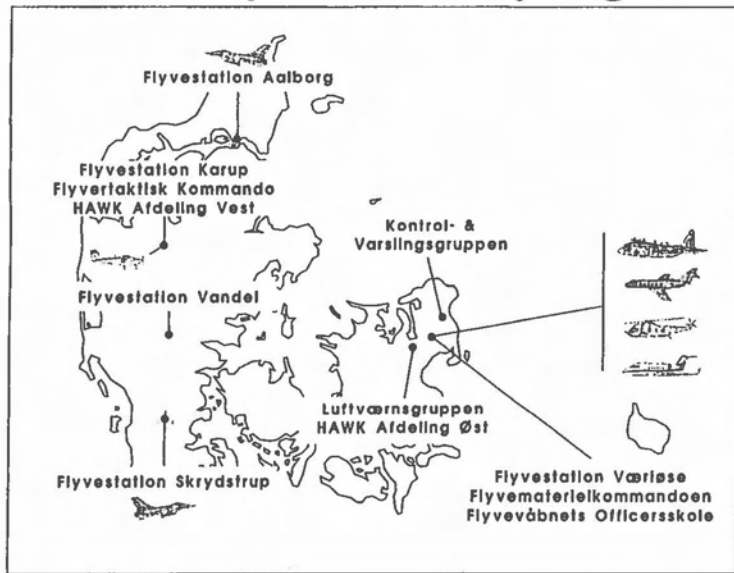 Flyvestation Aalborg
Flyvestation Karup
Flyvertaktisk Kommando
HAWK Afdeling Vest
Kontrol- &
Varslingsgruppen
Flyvestation Vandel
Luftværnsgruppen
HAWK Afdeling Øst
Flyvestation Skrydstrup
Flyvestation Værløse
Flyvematerielkommandoen
Flyvevåbnets Officersskole